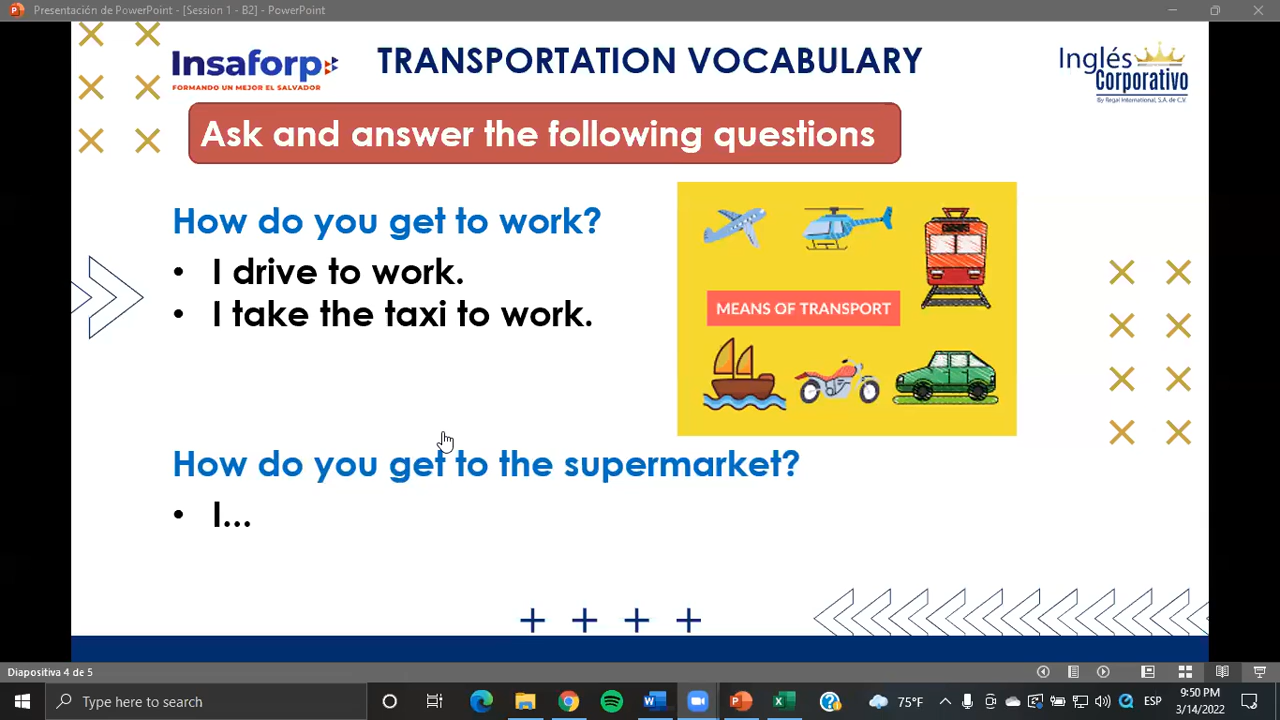 Presentación de PowerPoint - [Session 1 - B2] - PowerPoint
Insaforp
FORMANDO UN MEJOR EL SALVADOR
TRANSPORTATION VOCABULARY
Inglés
Corporativo
By Regal International, S.A. de C.V.
Ask and answer the following questions
How do you get to work?
• I drive to work.
• I take the taxi to work.
MEANS OF TRANSPORT
How do you get to the supermarket?
• I...
Diapositiva 4 de 5
Type here to search
75°F
ESP
9:50 PM
3/14/2022